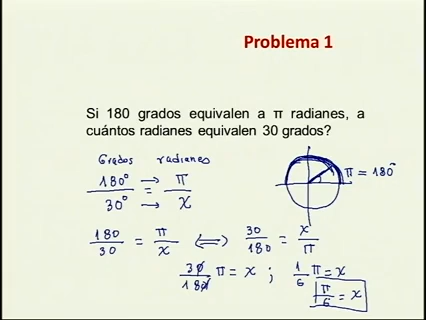 Problema 1
Si 180 grados equivalen a π radianes, a
cuántos radianes equivalen 30 grados?
Grados radianes
180° → π
30° → x
=
π = 180°
180/30 = π/x ⟺ 30/180 = x/π
30/180 π = x ; 1/6 π = x
π/6 = x